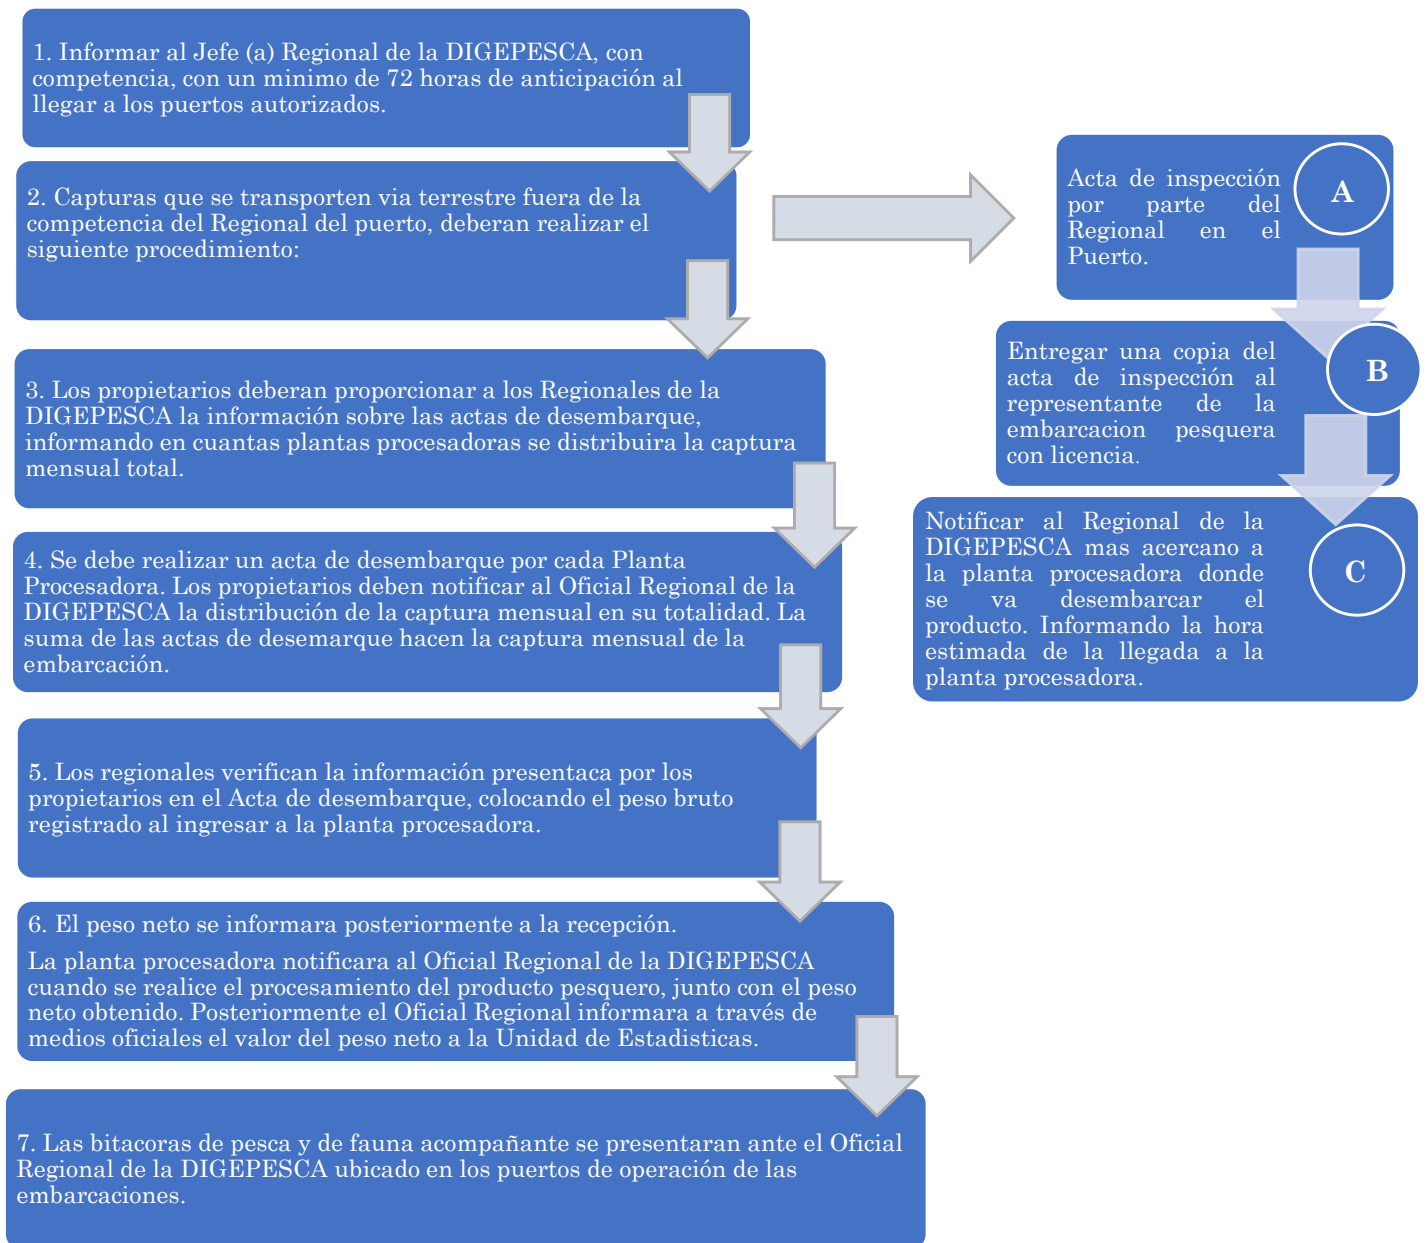 1. Informar al Jefe (a) Regional de la DIGEPESCA, con
competencia, con un minimo de 72 horas de anticipación al
llegar a los puertos autorizados.
2. Capturas que se transporten via terrestre fuera de la
competencia del Regional del puerto, deberan realizar el
siguiente procedimiento:
3. Los propietarios deberan proporcionar a los Regionales de la
DIGEPESCA la información sobre las actas de desembarque,
informando en cuantas plantas procesadoras se distribuira la captura
mensual total.
4. Se debe realizar un acta de desembarque por cada Planta
Procesadora. Los propietarios deben notificar al Oficial Regional de la
DIGEPESCA la distribución de la captura mensual en su totalidad. La
suma de las actas de desemarque hacen la captura mensual de la
embarcación.
5. Los regionales verifican la información presentaca por los
propietarios en el Acta de desembarque, colocando el peso bruto
registrado al ingresar a la planta procesadora.
6. El peso neto se informara posteriormente a la recepción.
La planta procesadora notificara al Oficial Regional de la DIGEPESCA
cuando se realice el procesamiento del producto pesquero, junto con el peso
neto obtenido. Posteriormente el Oficial Regional informara a través de
medios oficiales el valor del peso neto a la Unidad de Estadisticas.
7. Las bitacoras de pesca y de fauna acompañante se presentaran ante el Oficial
Regional de la DIGEPESCA ubicado en los puertos de operación de las
embarcaciones.
Acta de inspección
por parte del
Regional en el
Puerto.
A
Entregar una copia del
acta de inspección al
representante de la
embarcacion pesquera
con licencia.
B
Notificar al Regional de la
DIGEPESCA mas acercano a
la planta procesadora donde
se va desembarcar el
producto. Informando la hora
estimada de la llegada a la
planta procesadora.
C